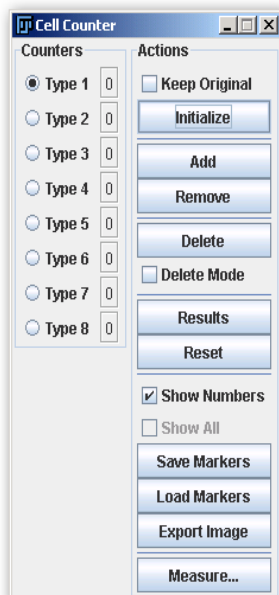 Cell Counter
Counters
Type 1 0
Type 2 0
Type 3 0
Type 4 0
Type 5 0
Type 6 0
Type 7 0
Type 8 0
Actions
Keep Original
Initialize
Add
Remove
Delete
Delete Mode
Results
Reset
Show Numbers
Show All
Save Markers
Load Markers
Export Image
Measure...